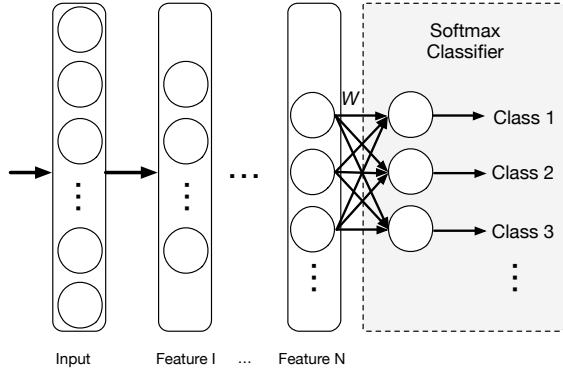 Softmax
Classifier
W
Class 1
Class 2
Class 3
Input
Feature I
...
Feature N